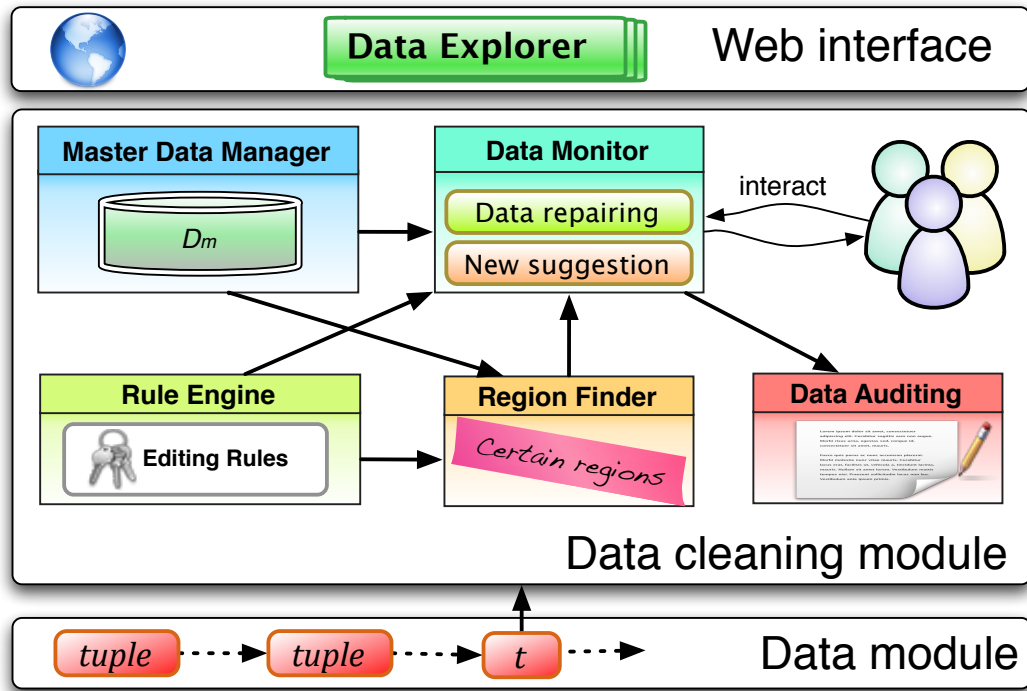 Data Explorer
Web interface
Master Data Manager
Dm
Data Monitor
Data repairing
New suggestion
interact
Rule Engine
Editing Rules
Region Finder
Certain regions
Data Auditing
Data cleaning module
tuple
tuple
t
Data module